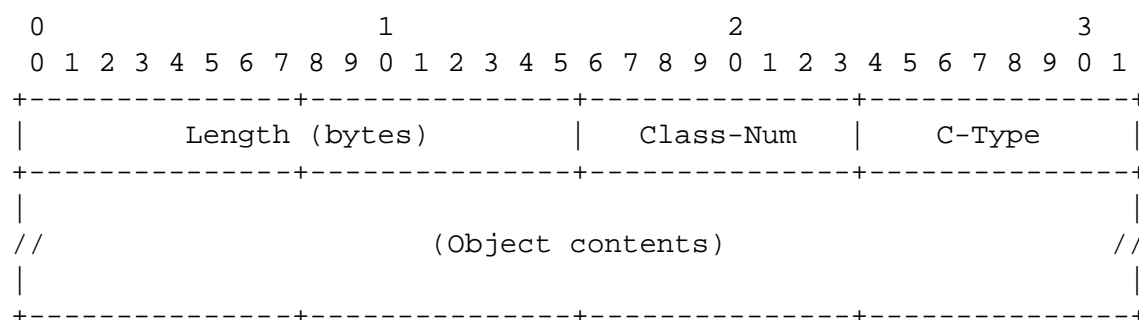 0                   1                   2                   3
0 1 2 3 4 5 6 7 8 9 0 1 2 3 4 5 6 7 8 9 0 1 2 3 4 5 6 7 8 9 0 1
+---------------+---------------+---------------+---------------+
|         Length (bytes)        |   Class-Num   |    C-Type     |
+---------------+---------------+---------------+---------------+
|                                                               |
//                      (Object contents)                      //
|                                                               |
+---------------+---------------+---------------+---------------+